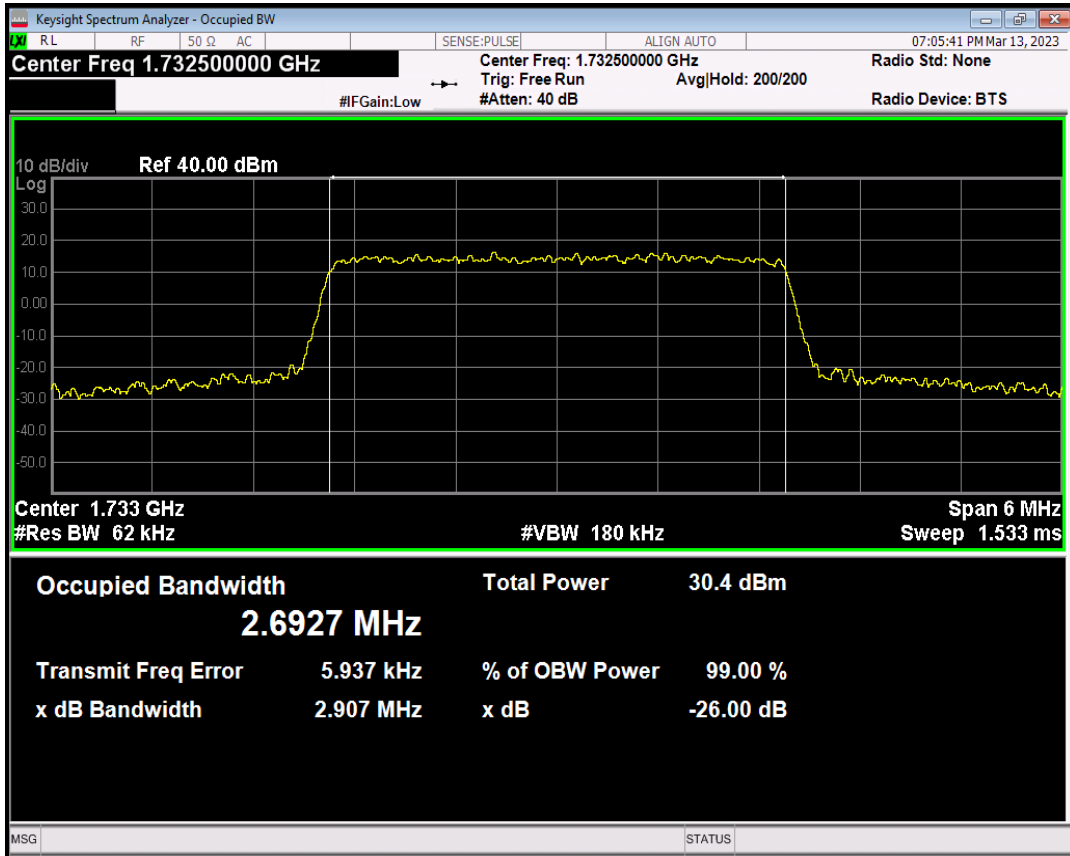 Keysight Spectrum Analyzer - Occupied BW
LXI RL RF 50 Ω AC SENSE:PULSE ALIGN AUTO 07:05:41 PM Mar 13, 2023
Center Freq 1.732500000 GHz Center Freq: 1.732500000 GHz Radio Std: None
Trig: Free Run Avg|Hold: 200/200
#IFGain:Low #Atten: 40 dB Radio Device: BTS
10 dB/div Ref 40.00 dBm
Log
30.0
20.0
10.0
0.00
-10.0
-20.0
-30.0
-40.0
-50.0
Center 1.733 GHz Span 6 MHz
#Res BW 62 kHz #VBW 180 kHz Sweep 1.533 ms
Occupied Bandwidth Total Power 30.4 dBm
2.6927 MHz
Transmit Freq Error 5.937 kHz % of OBW Power 99.00 %
x dB Bandwidth 2.907 MHz x dB -26.00 dB
MSG STATUS